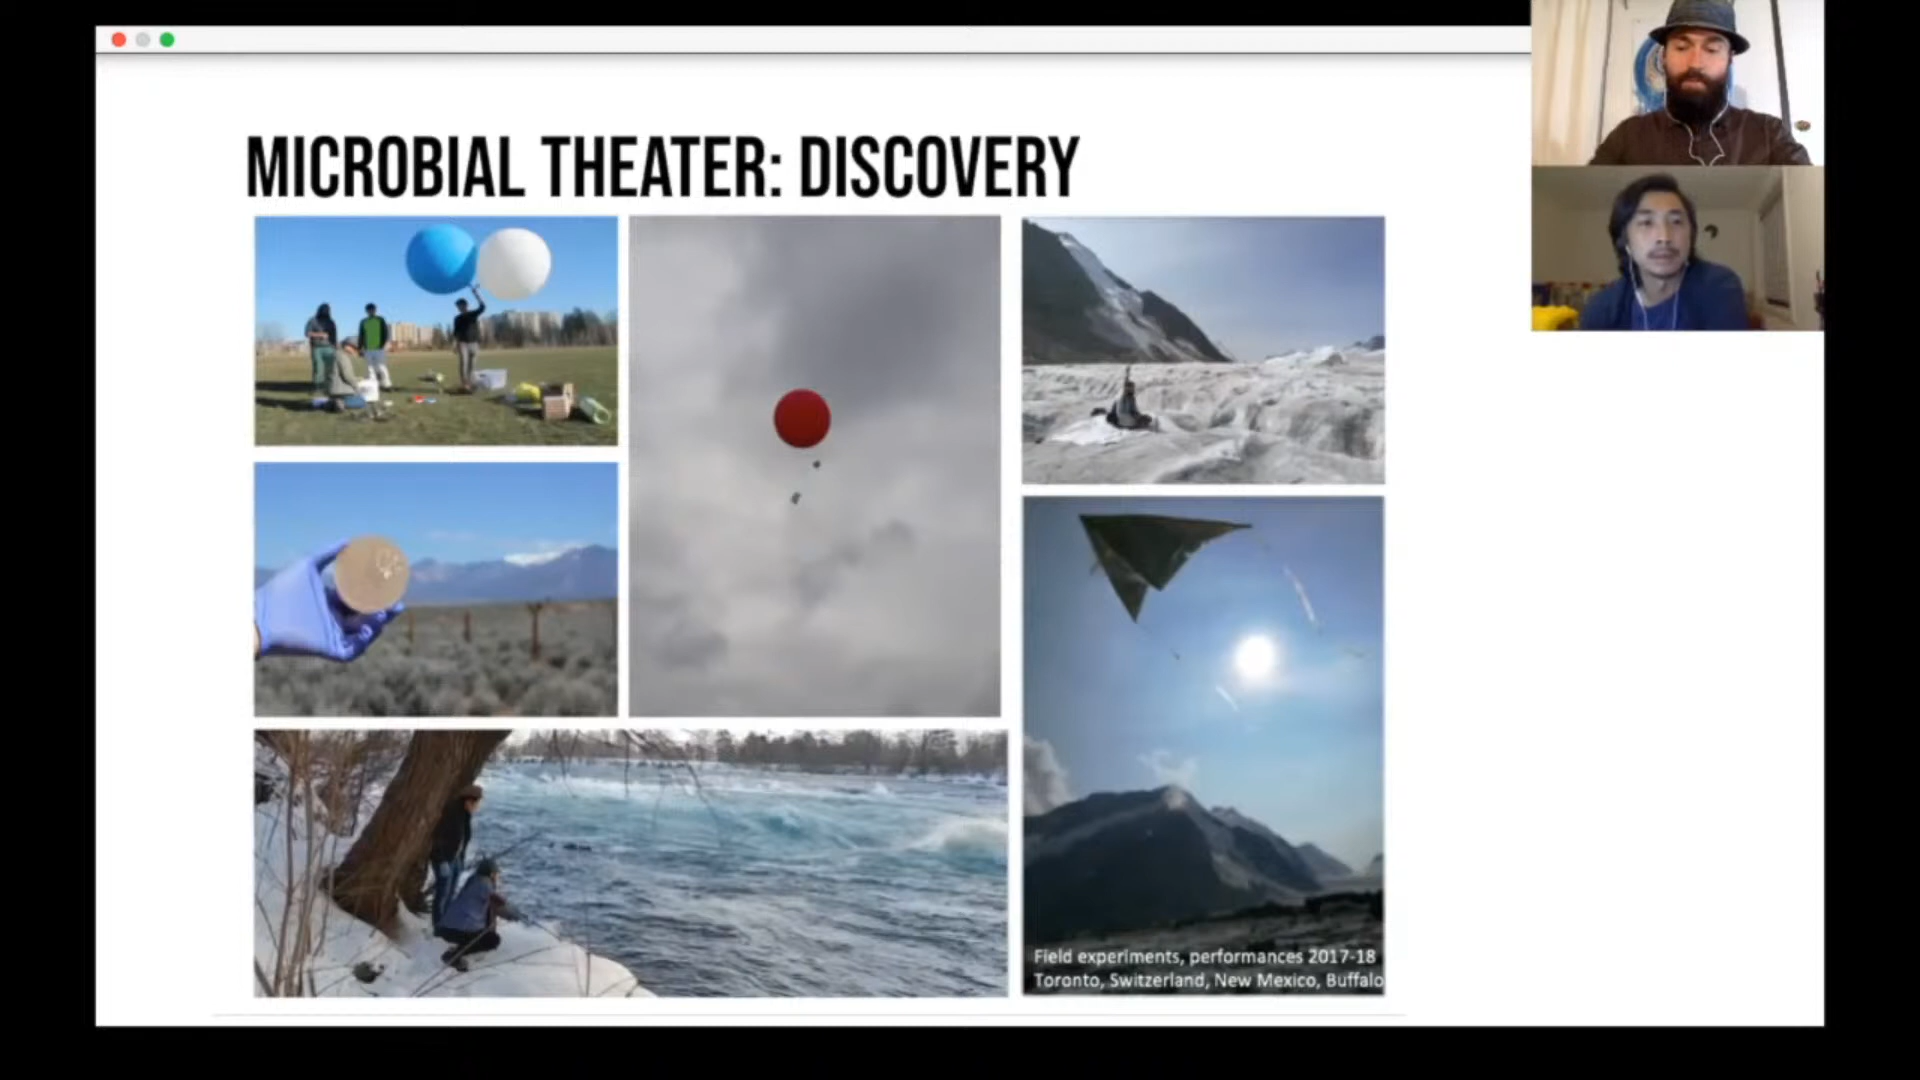 MICROBIAL THEATER: DISCOVERY
Field experiments, performances 2017-18
Toronto, Switzerland, New Mexico, Buffalo